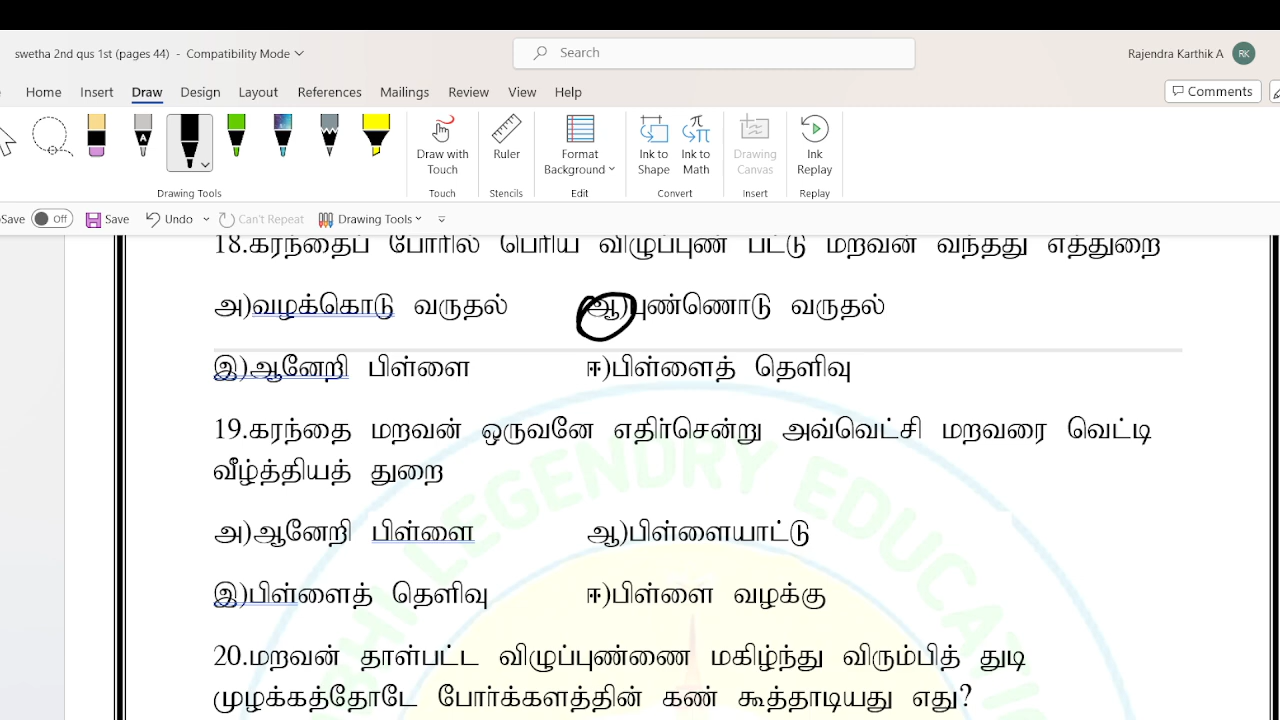 swetha 2nd qus 1st (pages 44) - Compatibility Mode
Search
Rajendra Karthik A RK
Home Insert Draw Design Layout References Mailings Review View Help
Comments
Draw with Touch
Ruler
Format Background
Ink to Shape
Ink to Math
Drawing Canvas
Ink Replay
Drawing Tools Touch Stencils Edit Convert Insert Replay
Save Off Save Undo Can't Repeat Drawing Tools
18.கரந்தைப் போரில் பெரிய விழுப்புண் பட்டு மறவன் வந்தது எத்துறை
அ)வழக்கொடு வருதல் ஆ)புண்ணொடு வருதல்
இ)ஆனேறி பிள்ளை ஈ)பிள்ளைத் தெளிவு
19.கரந்தை மறவன் ஒருவனே எதிர்சென்று அவ்வெட்சி மறவரை வெட்டி
வீழ்த்தியத் துறை
அ)ஆனேறி பிள்ளை ஆ)பிள்ளையாட்டு
இ)பிள்ளைத் தெளிவு ஈ)பிள்ளை வழக்கு
20.மறவன் தாள்பட்ட விழுப்புண்ணை மகிழ்ந்து விரும்பித் துடி
முழக்கத்தோடே போர்க்களத்தின் கண் கூத்தாடியது எது?
LEGENDRY EDUCATI